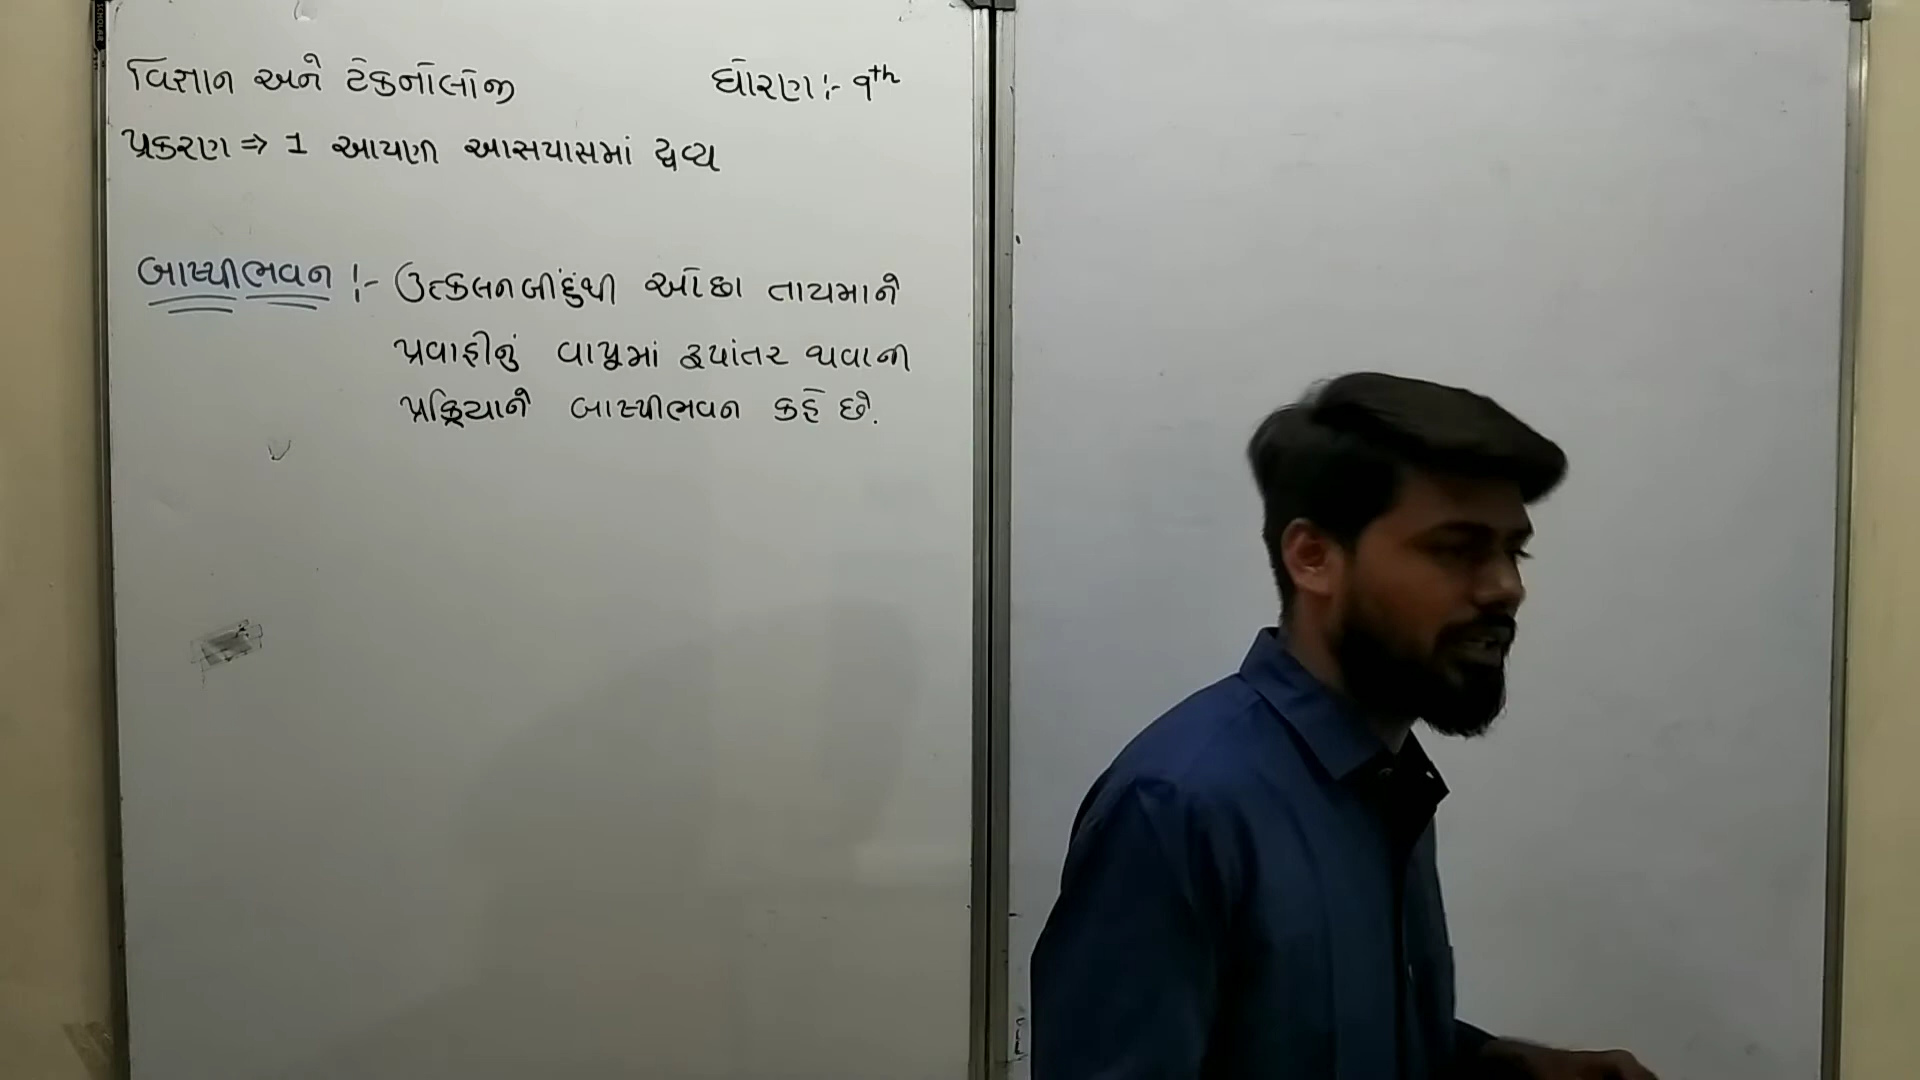 વિજ્ઞાન અને ટેકનોલોજી ધોરણ :- 9th
પ્રકરણ ⇒ 1 આપણી આસપાસમાં દ્રવ્ય
બાષ્પીભવન :- ઉત્કલનબીંદુથી ઓછા તાપમાને
પ્રવાહીનું વાયુમાં રૂપાંતર થવાની
પ્રક્રિયાને બાષ્પીભવન કહે છે.